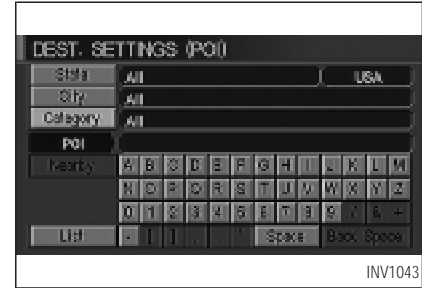 DEST. SETTINGS (POI)
State All USA
City All
Category All
POI
Nearby A B C D E F G H I J K L M
N O P Q R S T U V W X Y Z
0 1 2 3 4 5 6 7 8 9 / & +
List - [ ] . , ' Space Back Space
INV1043